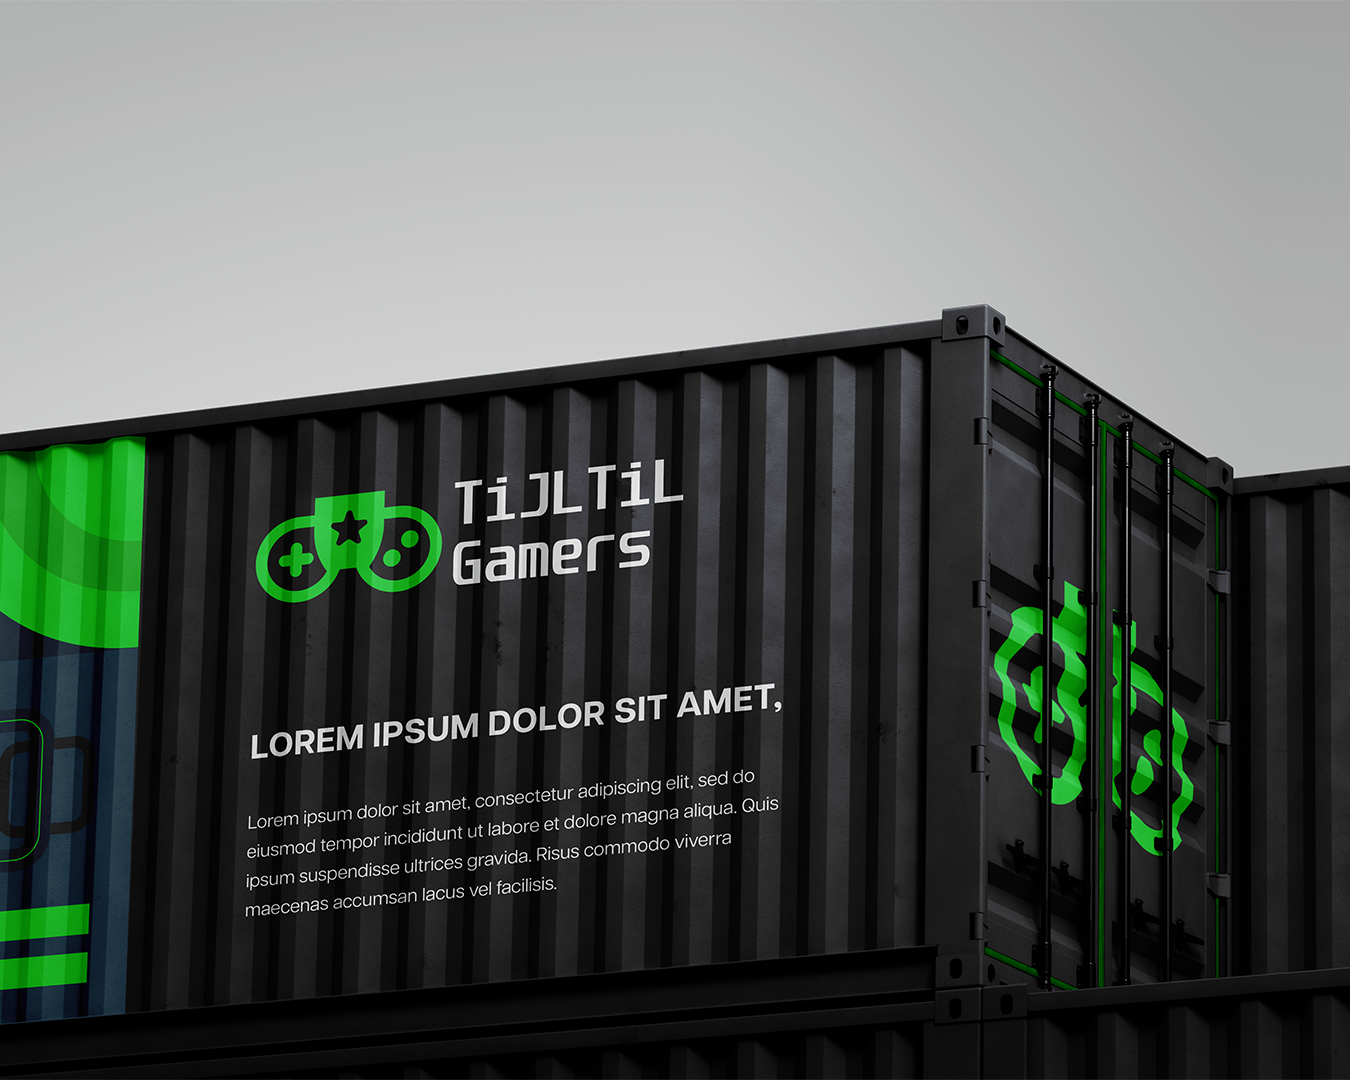 TiJLTiL
Gamers
LOREM IPSUM DOLOR SIT AMET,
Lorem ipsum dolor sit amet, consectetur adipiscing elit, sed do
eiusmod tempor incididunt ut labore et dolore magna aliqua. Quis
ipsum suspendisse ultrices gravida. Risus commodo viverra
maecenas accumsan lacus vel facilisis.